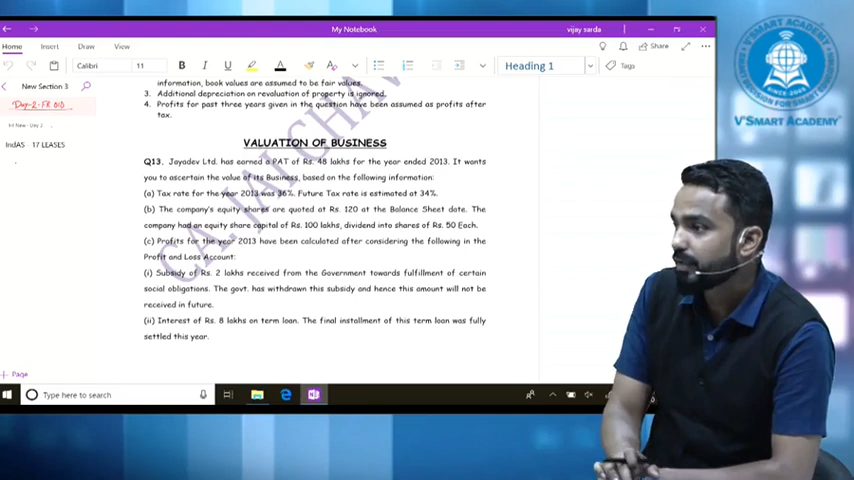 My Notebook
vijay sarda
Home Insert Draw View
Share
Calibri 11 B I U A Heading 1 Tags
New Section 3
Day-2-FR OLD
FR New - Day 2
IndAS - 17 LEASES
information, book values are assumed to be fair values.
3. Additional depreciation on revaluation of property is ignored.
4. Profits for past three years given in the question have been assumed as profits after
tax.
VALUATION OF BUSINESS
Q13. Jayadev Ltd. has earned a PAT of Rs. 48 lakhs for the year ended 2013. It wants
you to ascertain the value of its Business, based on the following information:
(a) Tax rate for the year 2013 was 36%. Future Tax rate is estimated at 34%.
(b) The company's equity shares are quoted at Rs. 120 at the Balance Sheet date. The
company had an equity share capital of Rs. 100 lakhs, dividend into shares of Rs. 50 Each.
(c) Profits for the year 2013 have been calculated after considering the following in the
Profit and Loss Account:
(i) Subsidy of Rs. 2 lakhs received from the Government towards fulfillment of certain
social obligations. The govt. has withdrawn this subsidy and hence this amount will not be
received in future.
(ii) Interest of Rs. 8 lakhs on term loan. The final installment of this term loan was fully
settled this year.
+ Page
Type here to search
SINCE-2006
V'SMART ACADEMY